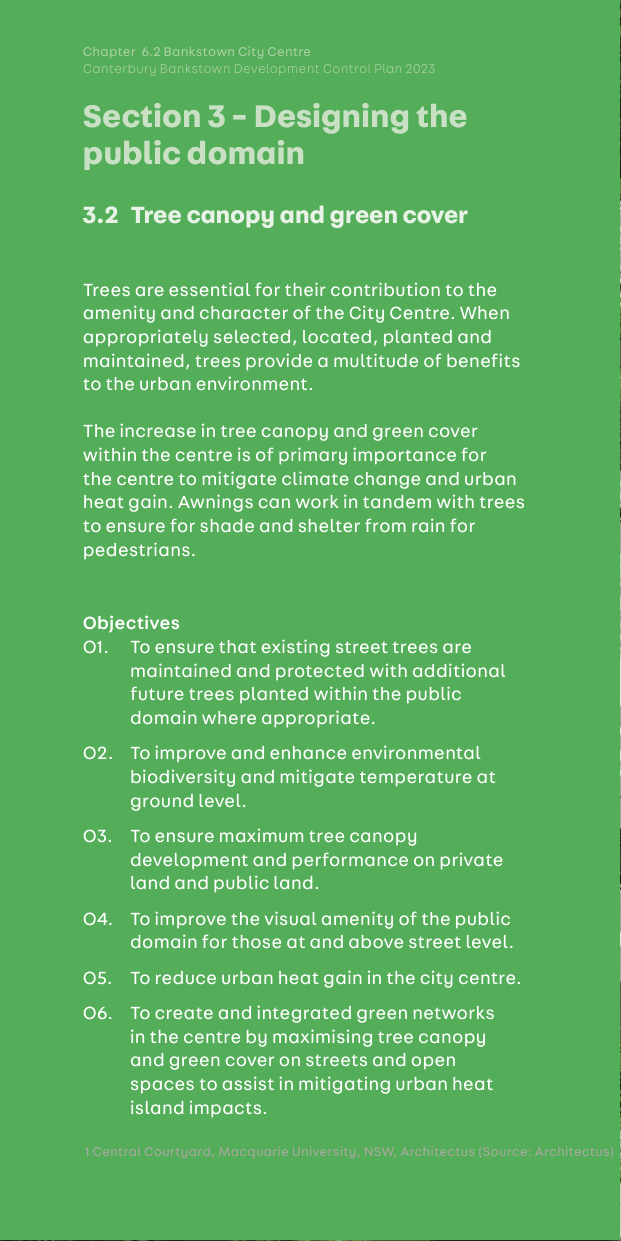 Chapter 6.2 Bankstown City Centre
Canterbury Bankstown Development Control Plan 2023
Section 3 – Designing the
public domain
3.2 Tree canopy and green cover
Trees are essential for their contribution to the
amenity and character of the City Centre. When
appropriately selected, located, planted and
maintained, trees provide a multitude of benefits
to the urban environment.
The increase in tree canopy and green cover
within the centre is of primary importance for
the centre to mitigate climate change and urban
heat gain. Awnings can work in tandem with trees
to ensure for shade and shelter from rain for
pedestrians.
Objectives
O1. To ensure that existing street trees are
maintained and protected with additional
future trees planted within the public
domain where appropriate.
O2. To improve and enhance environmental
biodiversity and mitigate temperature at
ground level.
O3. To ensure maximum tree canopy
development and performance on private
land and public land.
O4. To improve the visual amenity of the public
domain for those at and above street level.
O5. To reduce urban heat gain in the city centre.
O6. To create and integrated green networks
in the centre by maximising tree canopy
and green cover on streets and open
spaces to assist in mitigating urban heat
island impacts.
1 Central Courtyard, Macquarie University, NSW, Architectus (Source: Architectus)